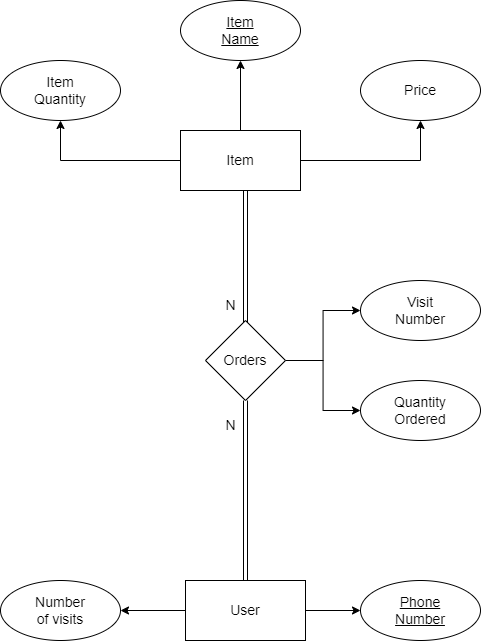 Item
Name
Item
Quantity
Price
Item
N
Visit
Number
Orders
Quantity
Ordered
N
Number
of visits
User
Phone
Number